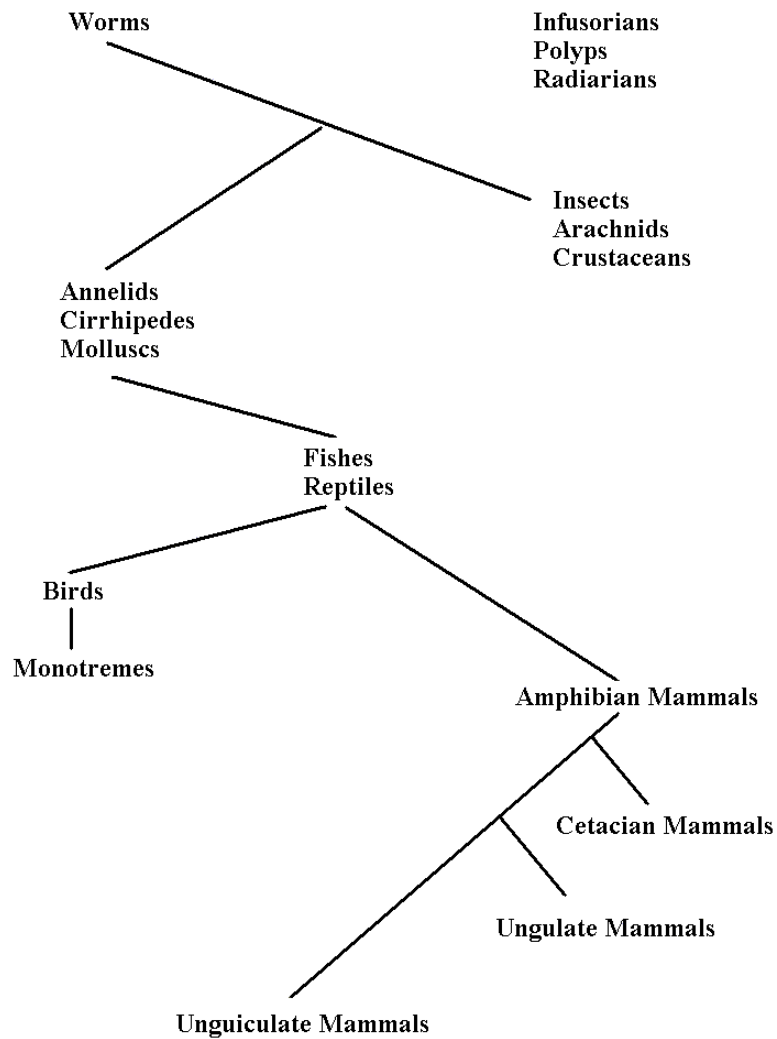 Worms
Infusorians
Polyps
Radiarians
Insects
Arachnids
Crustaceans
Annelids
Cirrhipedes
Molluscs
Fishes
Reptiles
Birds
Monotremes
Amphibian Mammals
Cetacian Mammals
Ungulate Mammals
Unguiculate Mammals